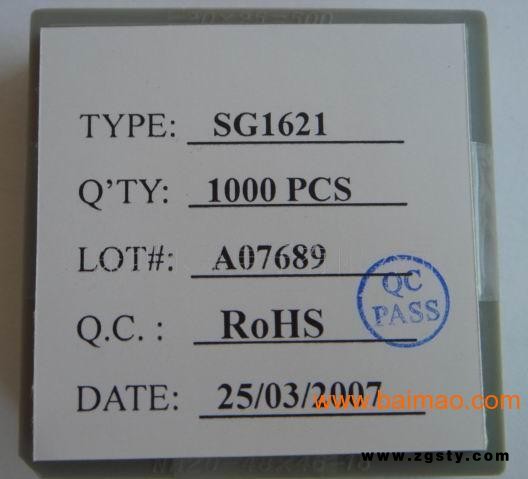 TYPE: SG1621
Q'TY: 1000 PCS
LOT#: A07689
QC
PASS
Q.C. : RoHS
DATE: 25/03/2007
www.baimao.com
www.zgsty.com